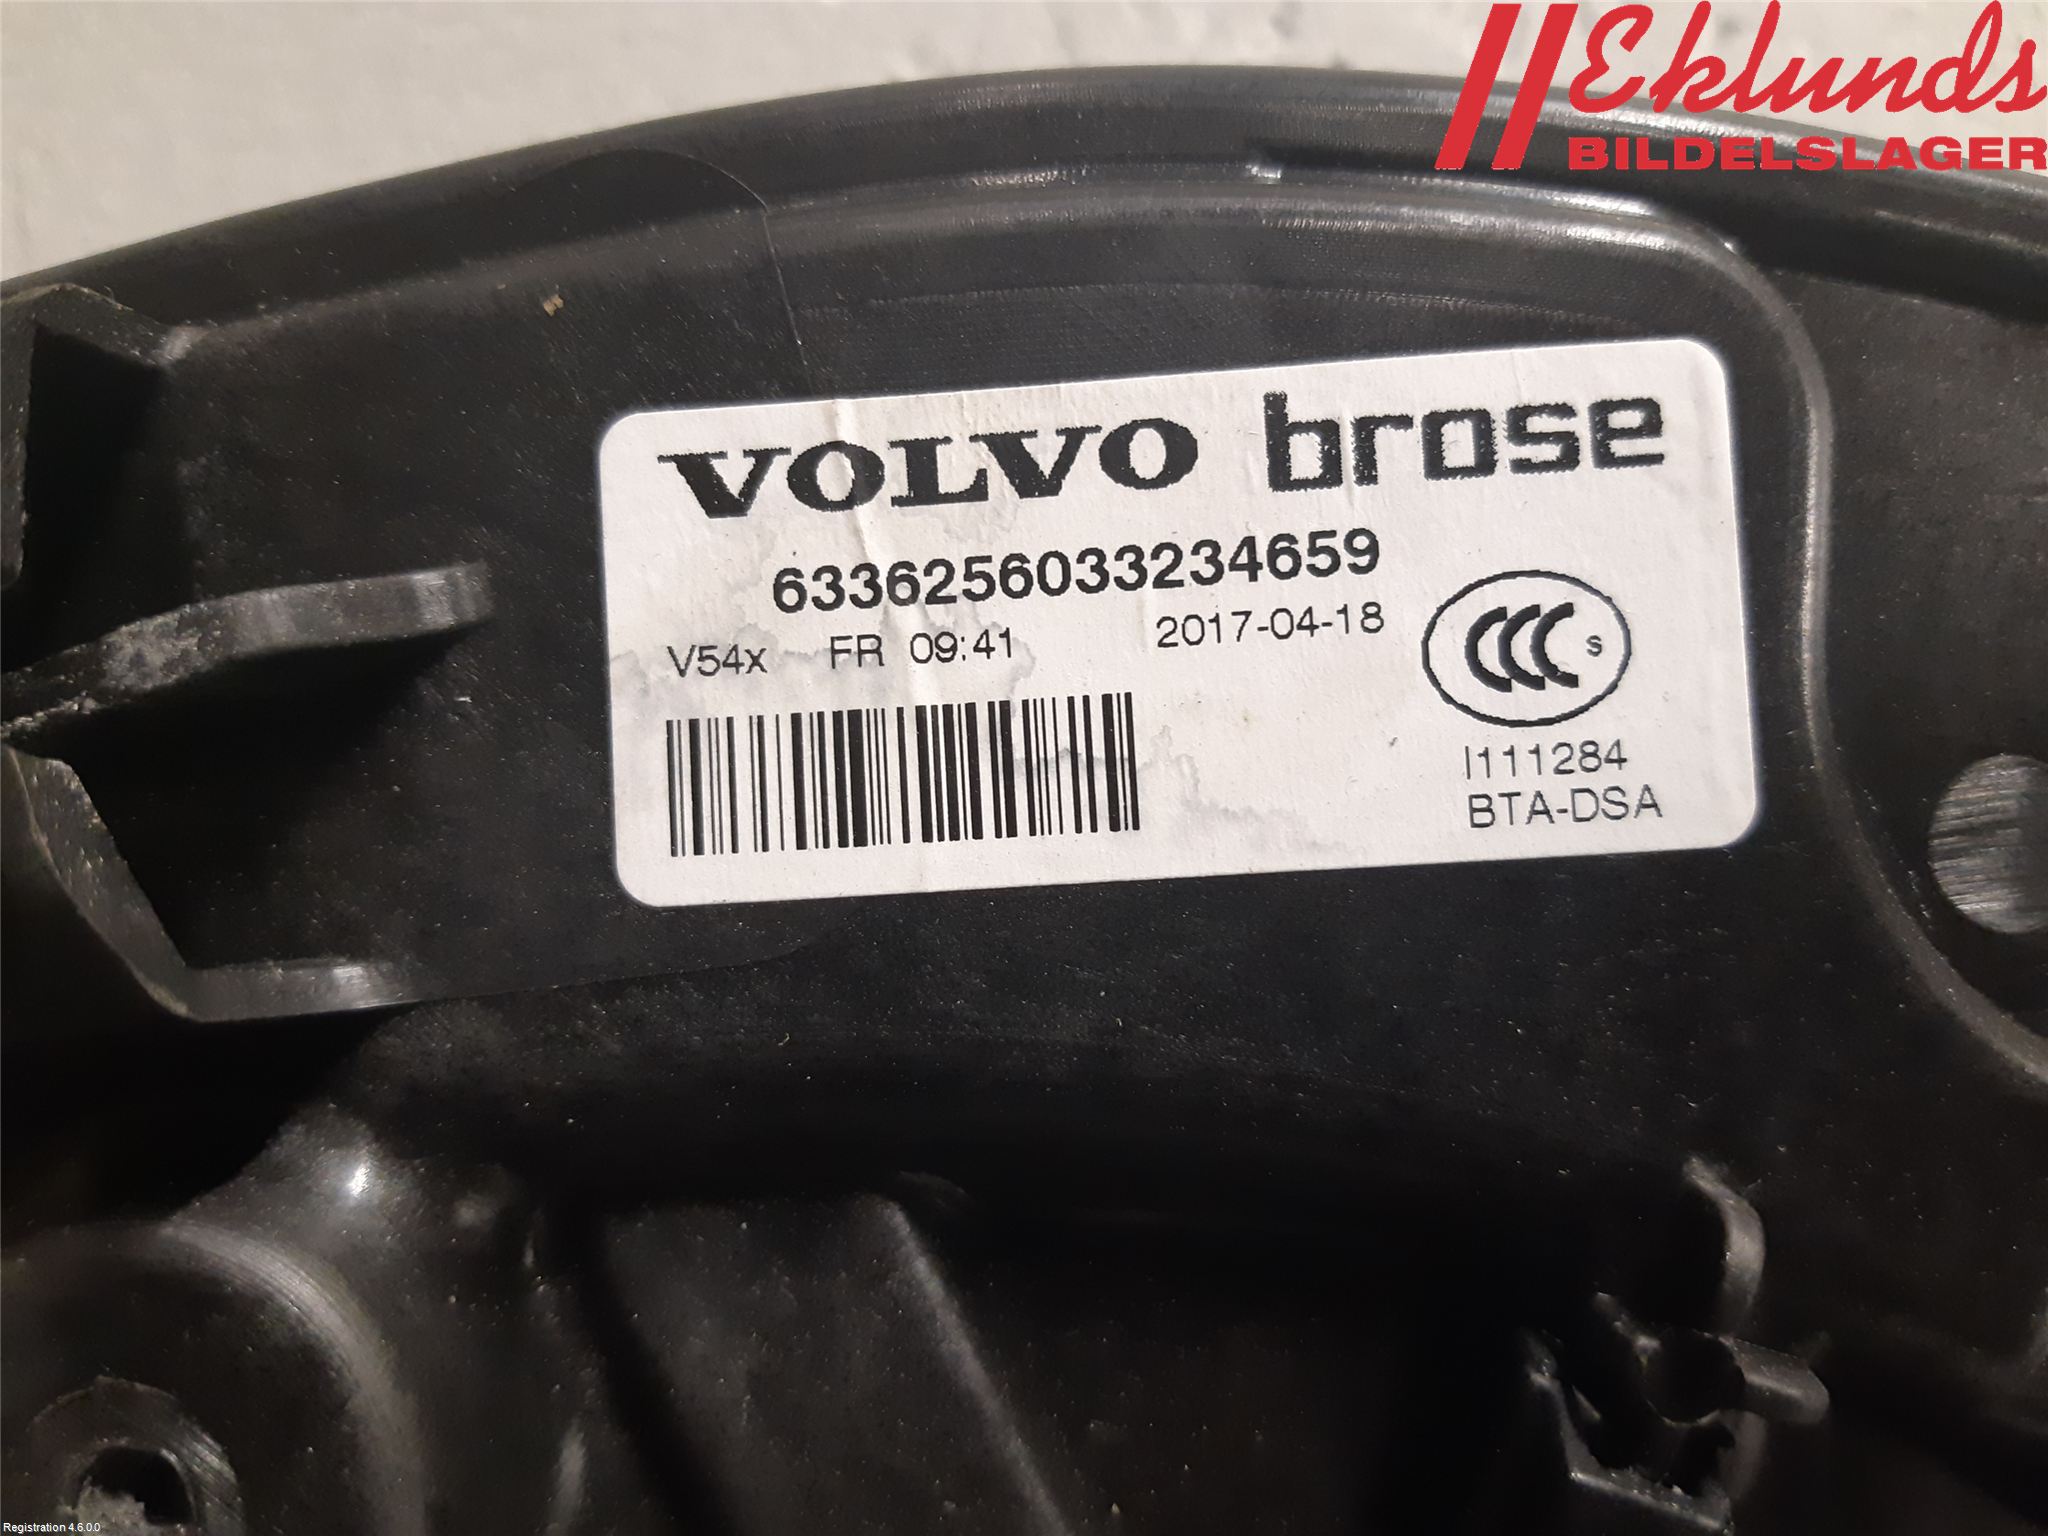 Eklunds
BILDELSLAGER
VOLVO brose
6336256033234659
V54x FR 09:41 2017-04-18
CCC S
I111284
BTA-DSA
Registration 4.6.0.0